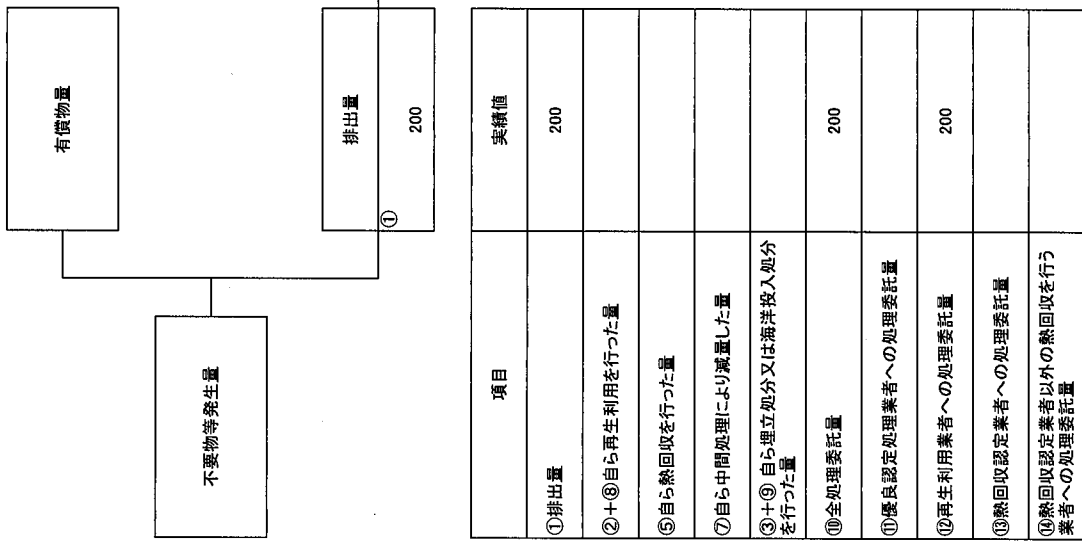 有償物量
不要物等発生量
排出量
①
200
項目
実績値
①排出量
200
②+⑧自ら再生利用を行った量
⑤自ら熱回収を行った量
⑦自ら中間処理により減量した量
③+⑨ 自ら埋立処分又は海洋投入処分
を行った量
⑩全処理委託量
200
⑪優良認定処理業者への処理委託量
⑫再生利用業者への処理委託量
200
⑬熱回収認定業者への処理委託量
⑭熱回収認定業者以外の熱回収を行う
業者への処理委託量